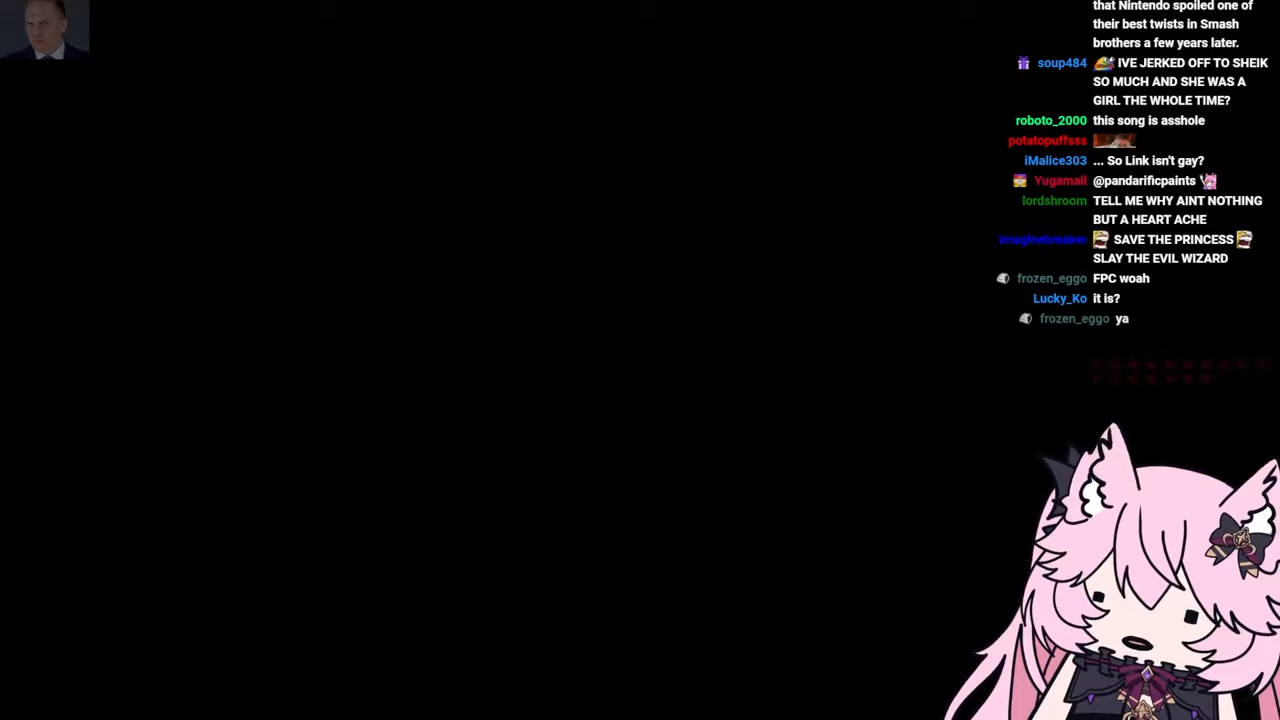 that Nintendo spoiled one of
their best twists in Smash
brothers a few years later.
soup484 IVE JERKED OFF TO SHEIK
SO MUCH AND SHE WAS A
GIRL THE WHOLE TIME?
roboto_2000 this song is asshole
potatopuffsss
iMalice303 ... So Link isn't gay?
Yugamall @pandarificpaints
lordshroom TELL ME WHY AINT NOTHING
BUT A HEART ACHE
imaginebreaker SAVE THE PRINCESS
SLAY THE EVIL WIZARD
frozen_eggo FPC woah
Lucky_Ko it is?
frozen_eggo ya